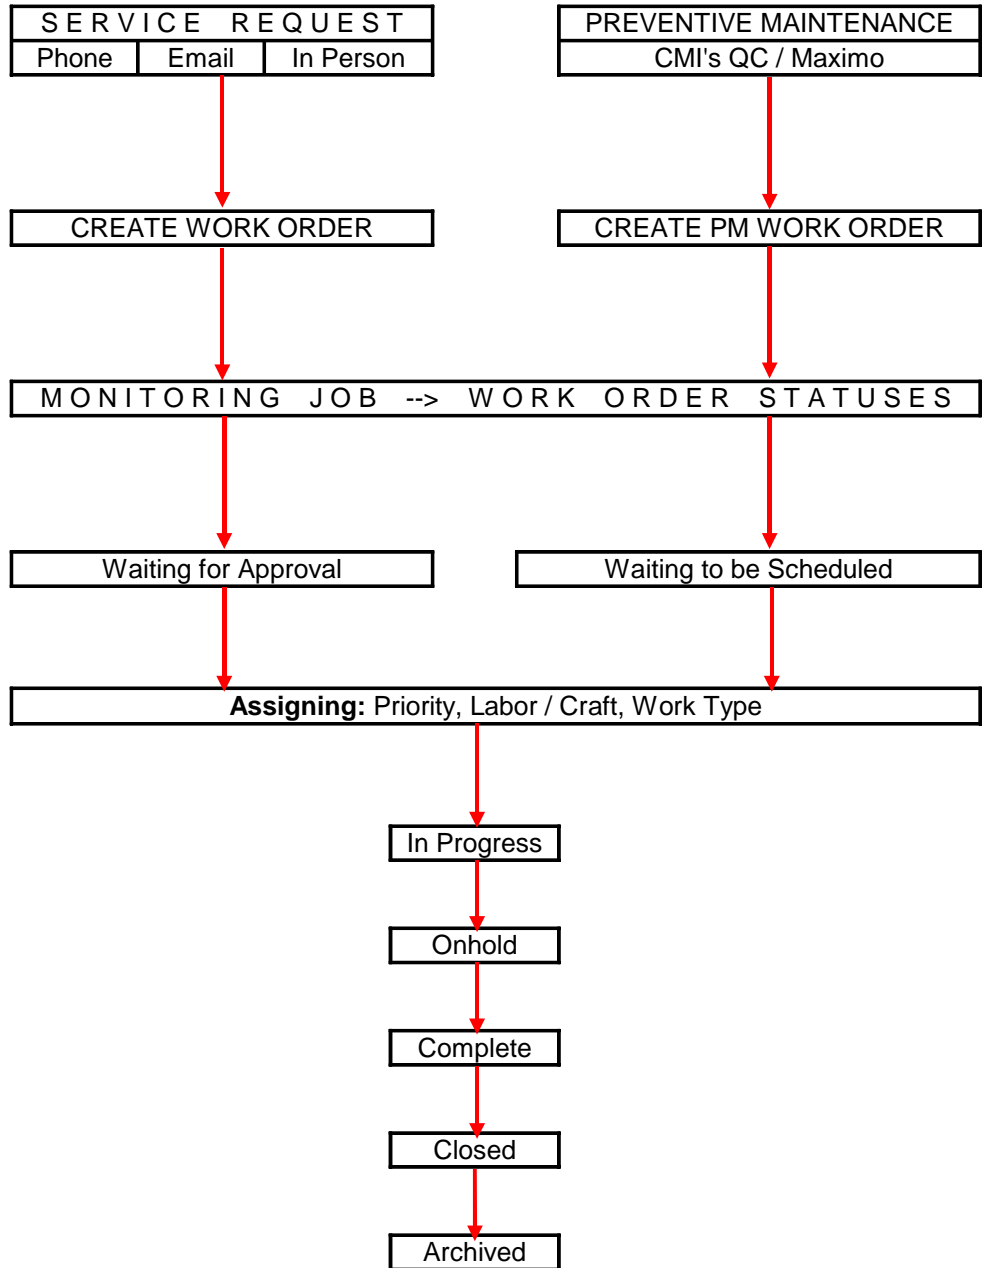 SERVICE REQUEST
Phone Email In Person
PREVENTIVE MAINTENANCE
CMI's QC / Maximo
CREATE WORK ORDER
CREATE PM WORK ORDER
MONITORING JOB --> WORK ORDER STATUSES
Waiting for Approval
Waiting to be Scheduled
Assigning: Priority, Labor / Craft, Work Type
In Progress
Onhold
Complete
Closed
Archived